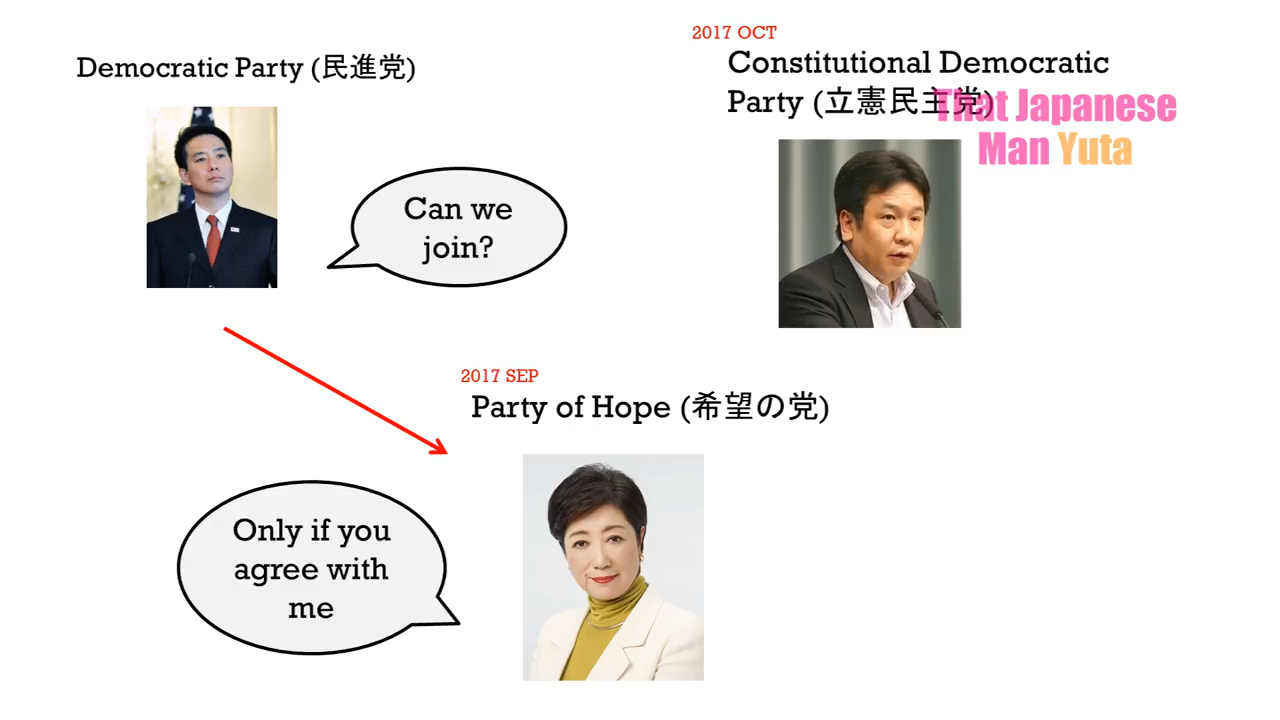 Democratic Party (民進党)
2017 OCT
Constitutional Democratic
Party (立憲民主党)
That Japanese
Man Yuta
Can we
join?
2017 SEP
Party of Hope (希望の党)
Only if you
agree with
me